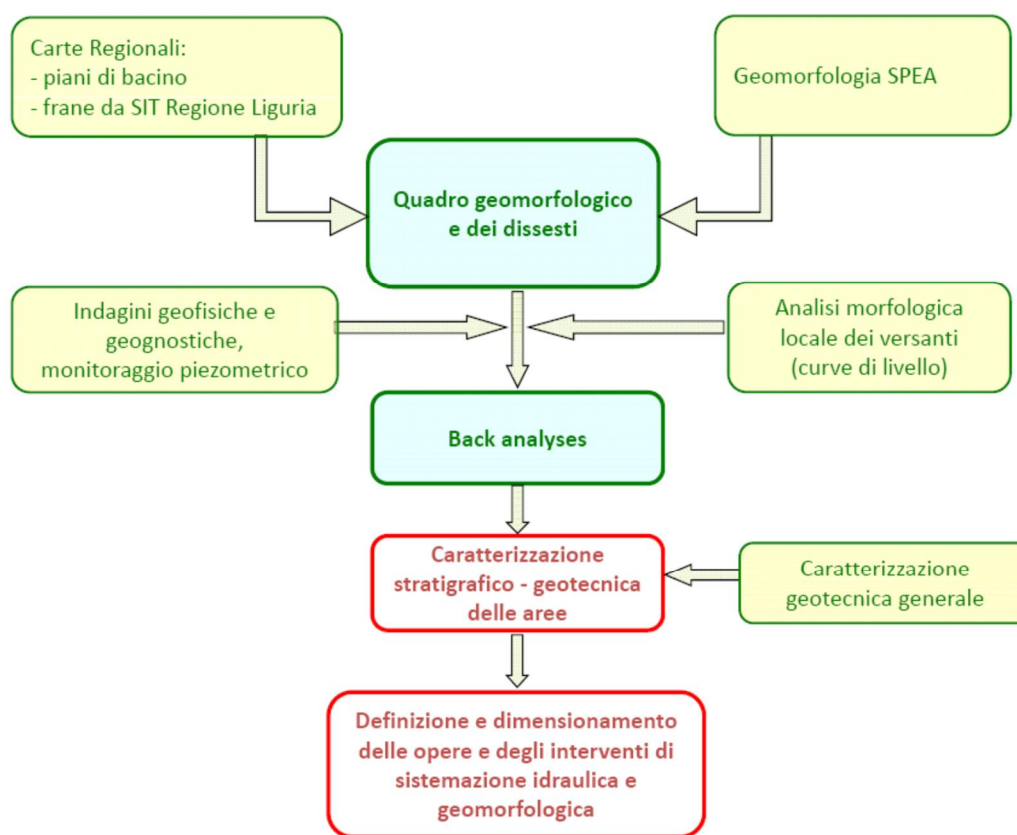 Carte Regionali:
- piani di bacino
- frane da SIT Regione Liguria
Geomorfologia SPEA
Quadro geomorfologico
e dei dissesti
Indagini geofisiche e
geognostiche,
monitoraggio piezometrico
Analisi morfologica
locale dei versanti
(curve di livello)
Back analyses
Caratterizzazione
stratigrafico - geotecnica
delle aree
Caratterizzazione
geotecnica generale
Definizione e dimensionamento
delle opere e degli interventi di
sistemazione idraulica e
geomorfologica